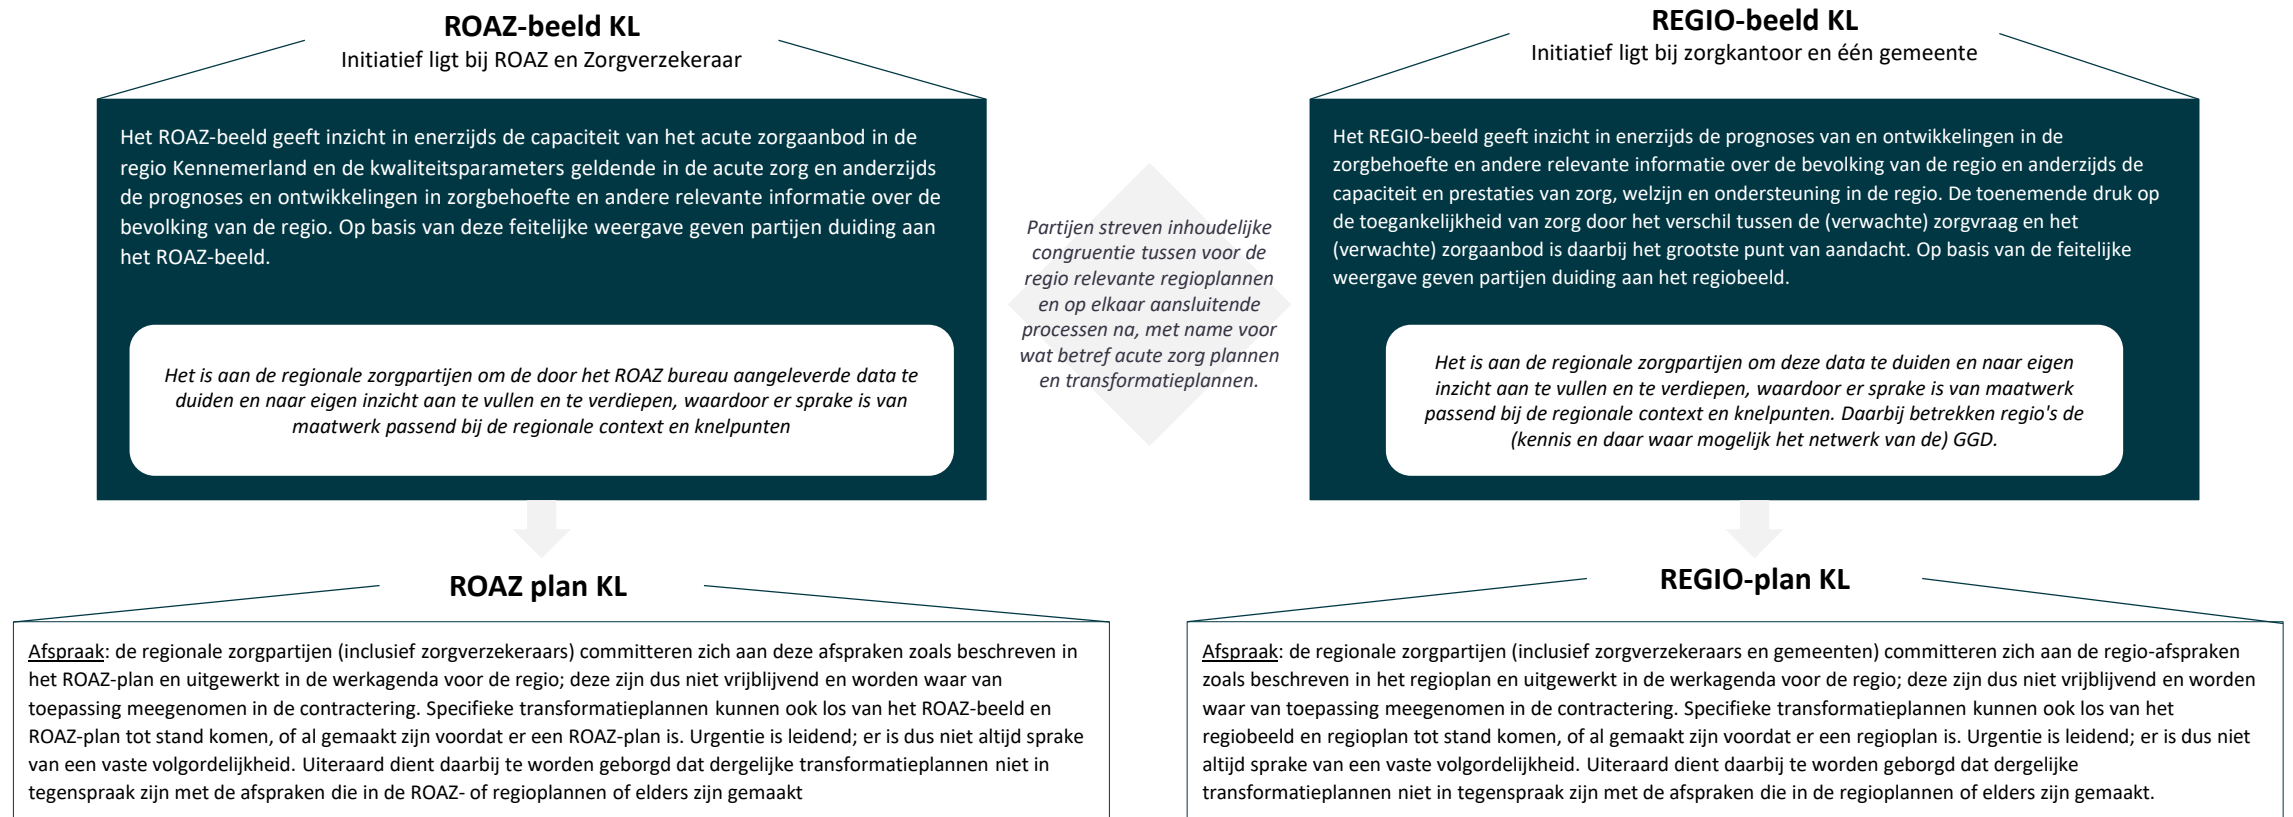 ROAZ-beeld KL
Initiatief ligt bij ROAZ en Zorgverzekeraar
Het ROAZ-beeld geeft inzicht in enerzijds de capaciteit van het acute zorgaanbod in de
regio Kennemerland en de kwaliteitsparameters geldende in de acute zorg en anderzijds
de prognoses en ontwikkelingen in zorgbehoefte en andere relevante informatie over de
bevolking van de regio. Op basis van deze feitelijke weergave geven partijen duiding aan
het ROAZ-beeld.
Het is aan de regionale zorgpartijen om de door het ROAZ bureau aangeleverde data te
duiden en naar eigen inzicht aan te vullen en te verdiepen, waardoor er sprake is van
maatwerk passend bij de regionale context en knelpunten
Partijen streven inhoudelijke
congruentie tussen voor de
regio relevante regioplannen
en op elkaar aansluitende
processen na, met name voor
wat betref acute zorg plannen
en transformatieplannen.
REGIO-beeld KL
Initiatief ligt bij zorgkantoor en één gemeente
Het REGIO-beeld geeft inzicht in enerzijds de prognoses van en ontwikkelingen in de
zorgbehoefte en andere relevante informatie over de bevolking van de regio en anderzijds de
capaciteit en prestaties van zorg, welzijn en ondersteuning in de regio. De toenemende druk op
de toegankelijkheid van zorg door het verschil tussen de (verwachte) zorgvraag en het
(verwachte) zorgaanbod is daarbij het grootste punt van aandacht. Op basis van de feitelijke
weergave geven partijen duiding aan het regiobeeld.
Het is aan de regionale zorgpartijen om deze data te duiden en naar eigen
inzicht aan te vullen en te verdiepen, waardoor er sprake is van maatwerk
passend bij de regionale context en knelpunten. Daarbij betrekken regio's de
(kennis en daar waar mogelijk het netwerk van de) GGD.
ROAZ plan KL
Afspraak: de regionale zorgpartijen (inclusief zorgverzekeraars) committeren zich aan deze afspraken zoals beschreven in
het ROAZ-plan en uitgewerkt in de werkagenda voor de regio; deze zijn dus niet vrijblijvend en worden waar van
toepassing meegenomen in de contractering. Specifieke transformatieplannen kunnen ook los van het ROAZ-beeld en
ROAZ-plan tot stand komen, of al gemaakt zijn voordat er een ROAZ-plan is. Urgentie is leidend; er is dus niet altijd sprake
van een vaste volgordelijkheid. Uiteraard dient daarbij te worden geborgd dat dergelijke transformatieplannen niet in
tegenspraak zijn met de afspraken die in de ROAZ- of regioplannen of elders zijn gemaakt
REGIO-plan KL
Afspraak: de regionale zorgpartijen (inclusief zorgverzekeraars en gemeenten) committeren zich aan de regio-afspraken
zoals beschreven in het regioplan en uitgewerkt in de werkagenda voor de regio; deze zijn dus niet vrijblijvend en worden
waar van toepassing meegenomen in de contractering. Specifieke transformatieplannen kunnen ook los van het
regiobeeld en regioplan tot stand komen, of al gemaakt zijn voordat er een regioplan is. Urgentie is leidend; er is dus niet
altijd sprake van een vaste volgordelijkheid. Uiteraard dient daarbij te worden geborgd dat dergelijke
transformatieplannen niet in tegenspraak zijn met de afspraken die in de regioplannen of elders zijn gemaakt.